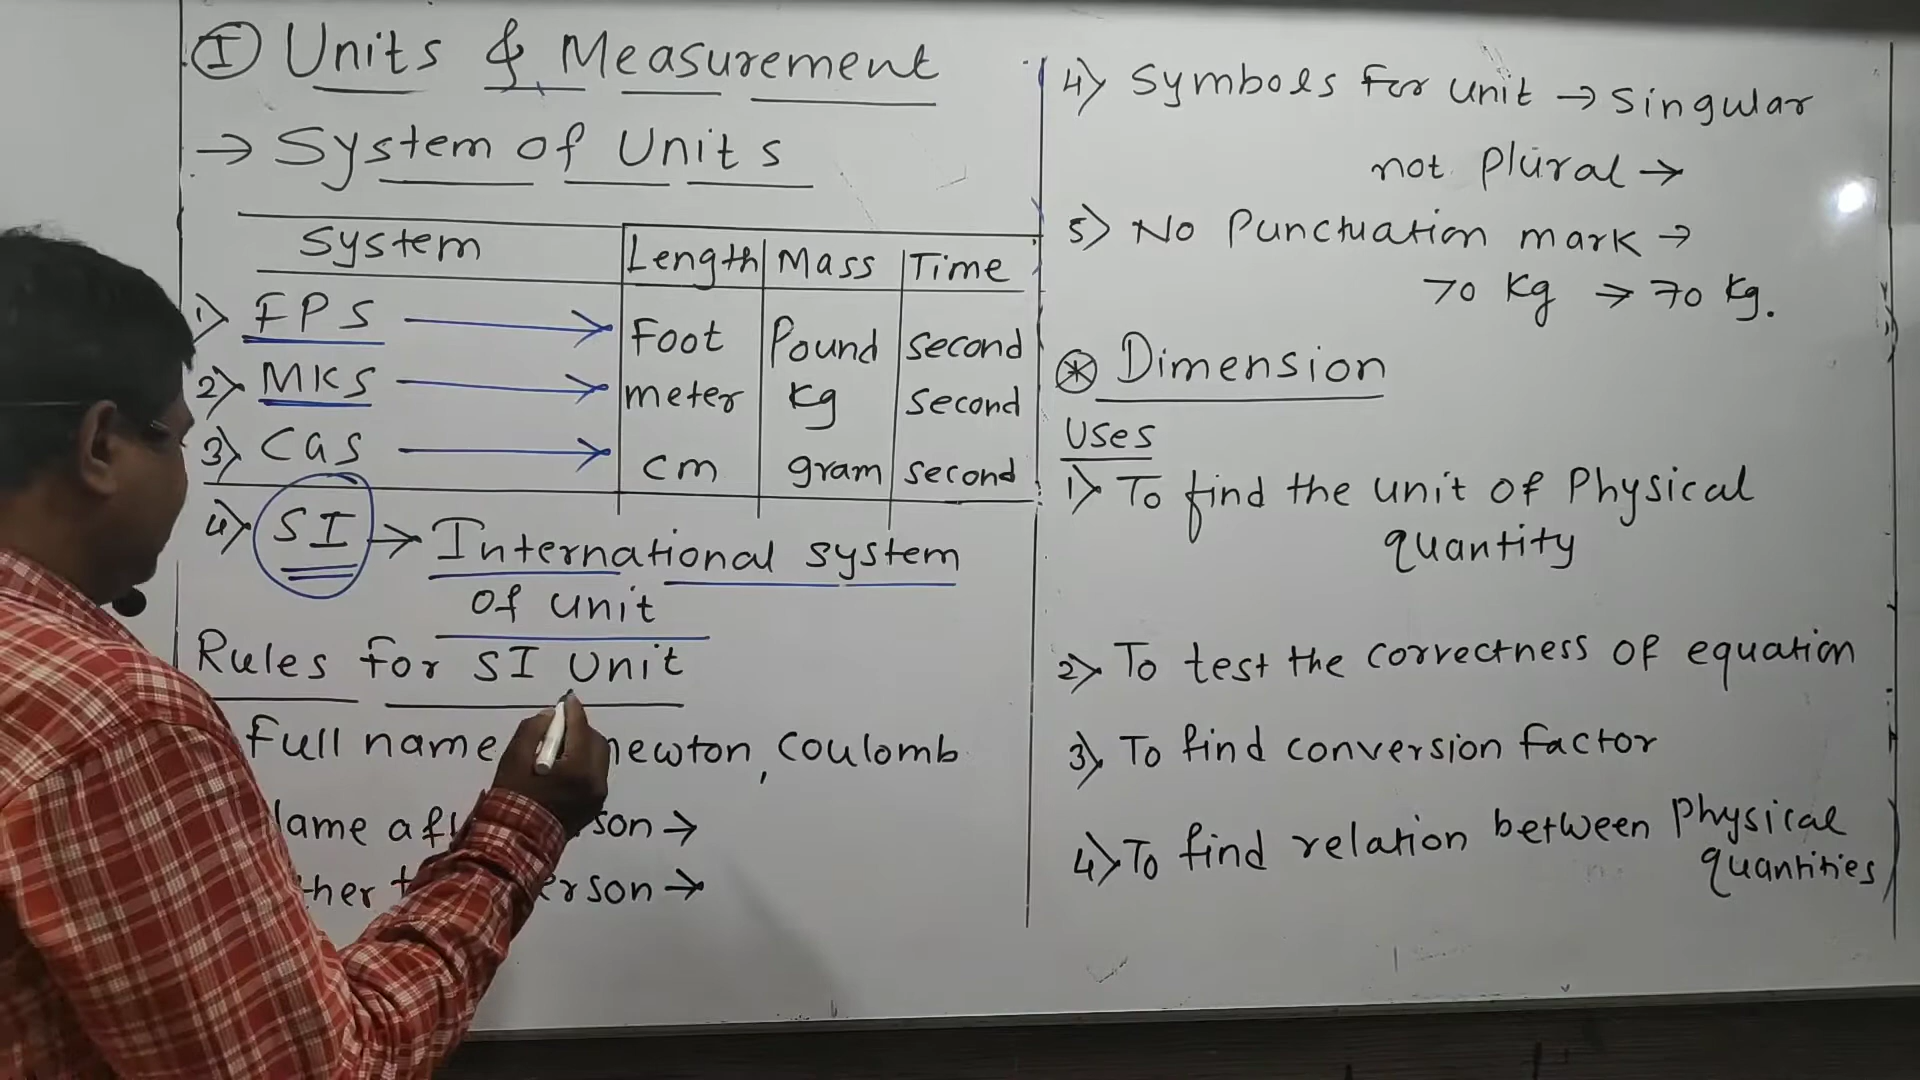 I Units & Measurement
→ System of Units
System Length Mass Time
1) FPS → Foot Pound second
2) MKS → meter Kg second
3) CGS → cm gram second
4) SI → International system
of unit
Rules for SI Unit
Full name newton, Coulomb
→
→
4) Symbols For unit → Singular
not Plural →
5) No Punctuation mark →
70 Kg → 70 Kg.
* Dimension
Uses
1) To find the unit of Physical
quantity
2) To test the correctness of equation
3) To find conversion factor
4) To find relation between Physical
quantities